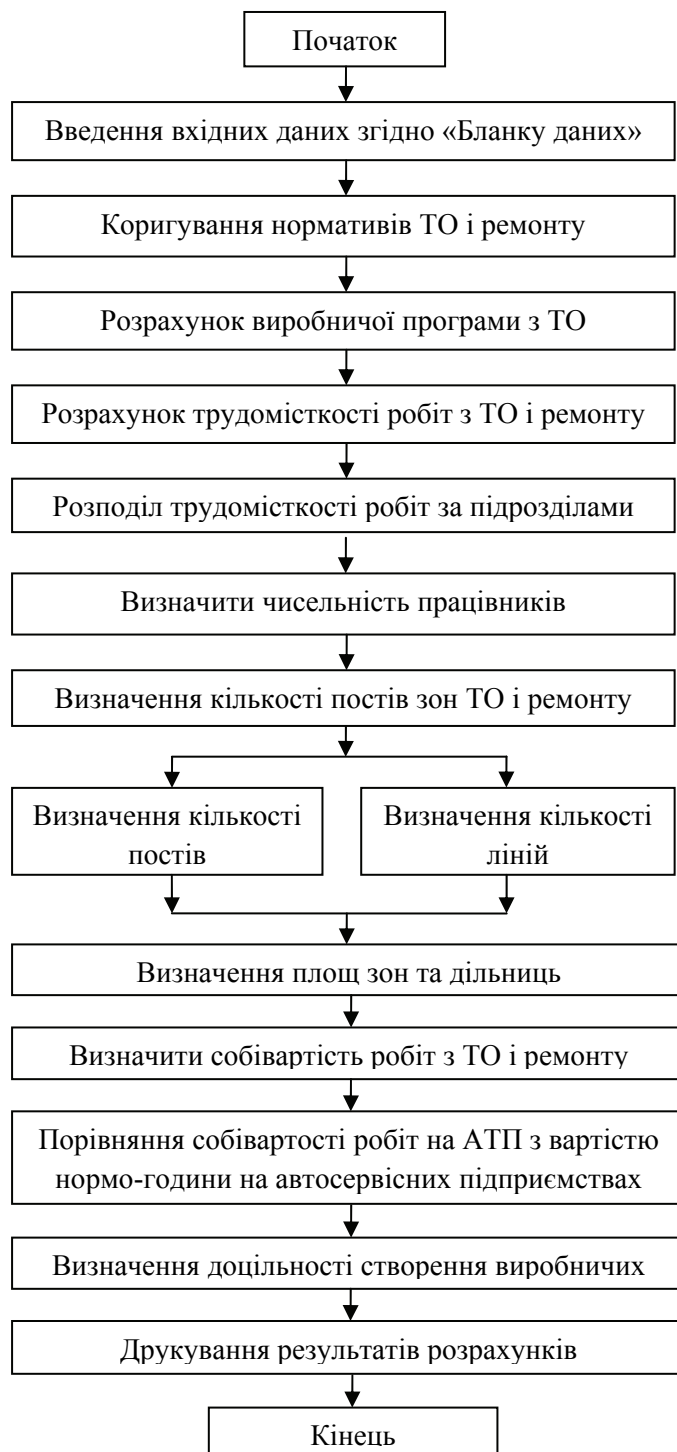 Початок
Введення вхідних даних згідно «Бланку даних»
Коригування нормативів ТО і ремонту
Розрахунок виробничої програми з ТО
Розрахунок трудомісткості робіт з ТО і ремонту
Розподіл трудомісткості робіт за підрозділами
Визначити чисельність працівників
Визначення кількості постів зон ТО і ремонту
Визначення кількості
постів
Визначення кількості
ліній
Визначення площ зон та дільниць
Визначити собівартість робіт з ТО і ремонту
Порівняння собівартості робіт на АТП з вартістю
нормо-години на автосервісних підприємствах
Визначення доцільності створення виробничих
Друкування результатів розрахунків
Кінець